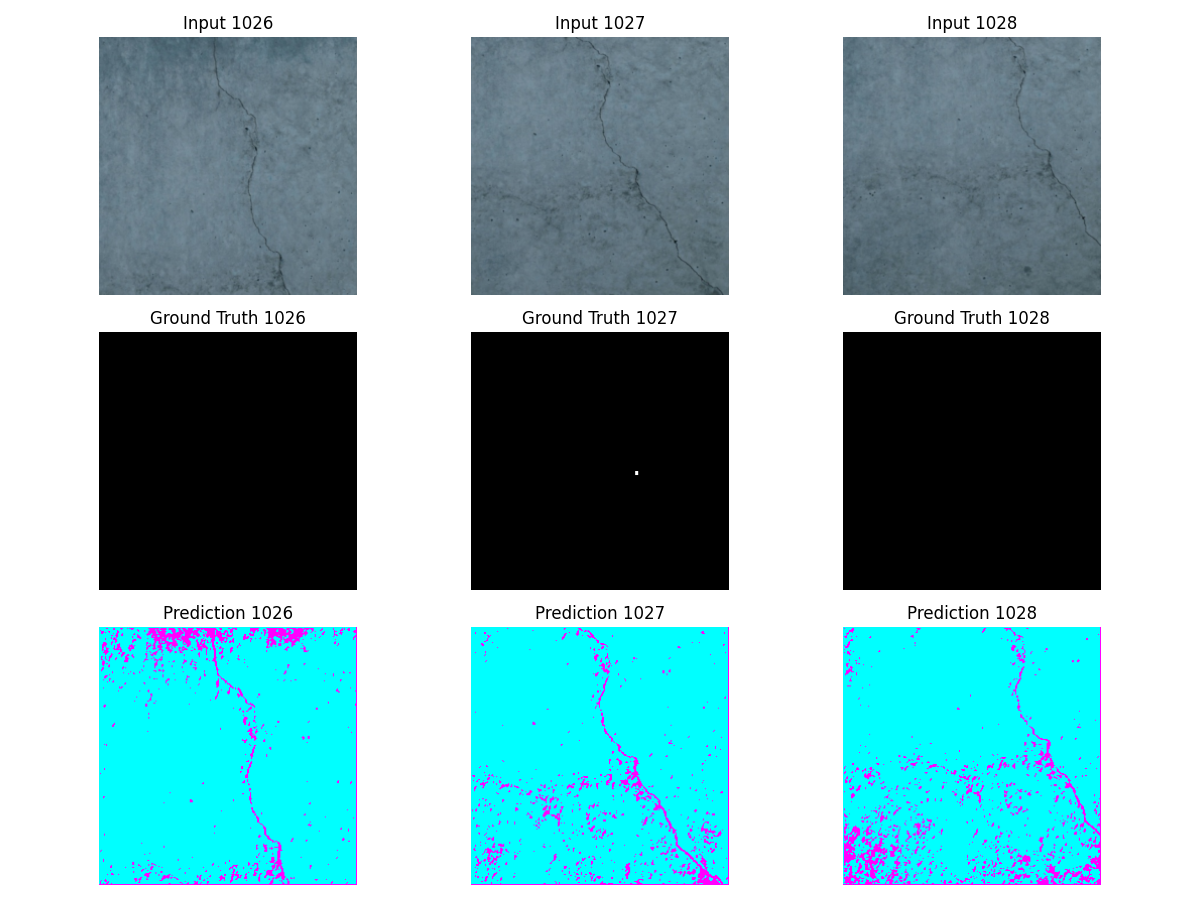 Input 1026
Input 1027
Input 1028
Ground Truth 1026
Ground Truth 1027
Ground Truth 1028
Prediction 1026
Prediction 1027
Prediction 1028